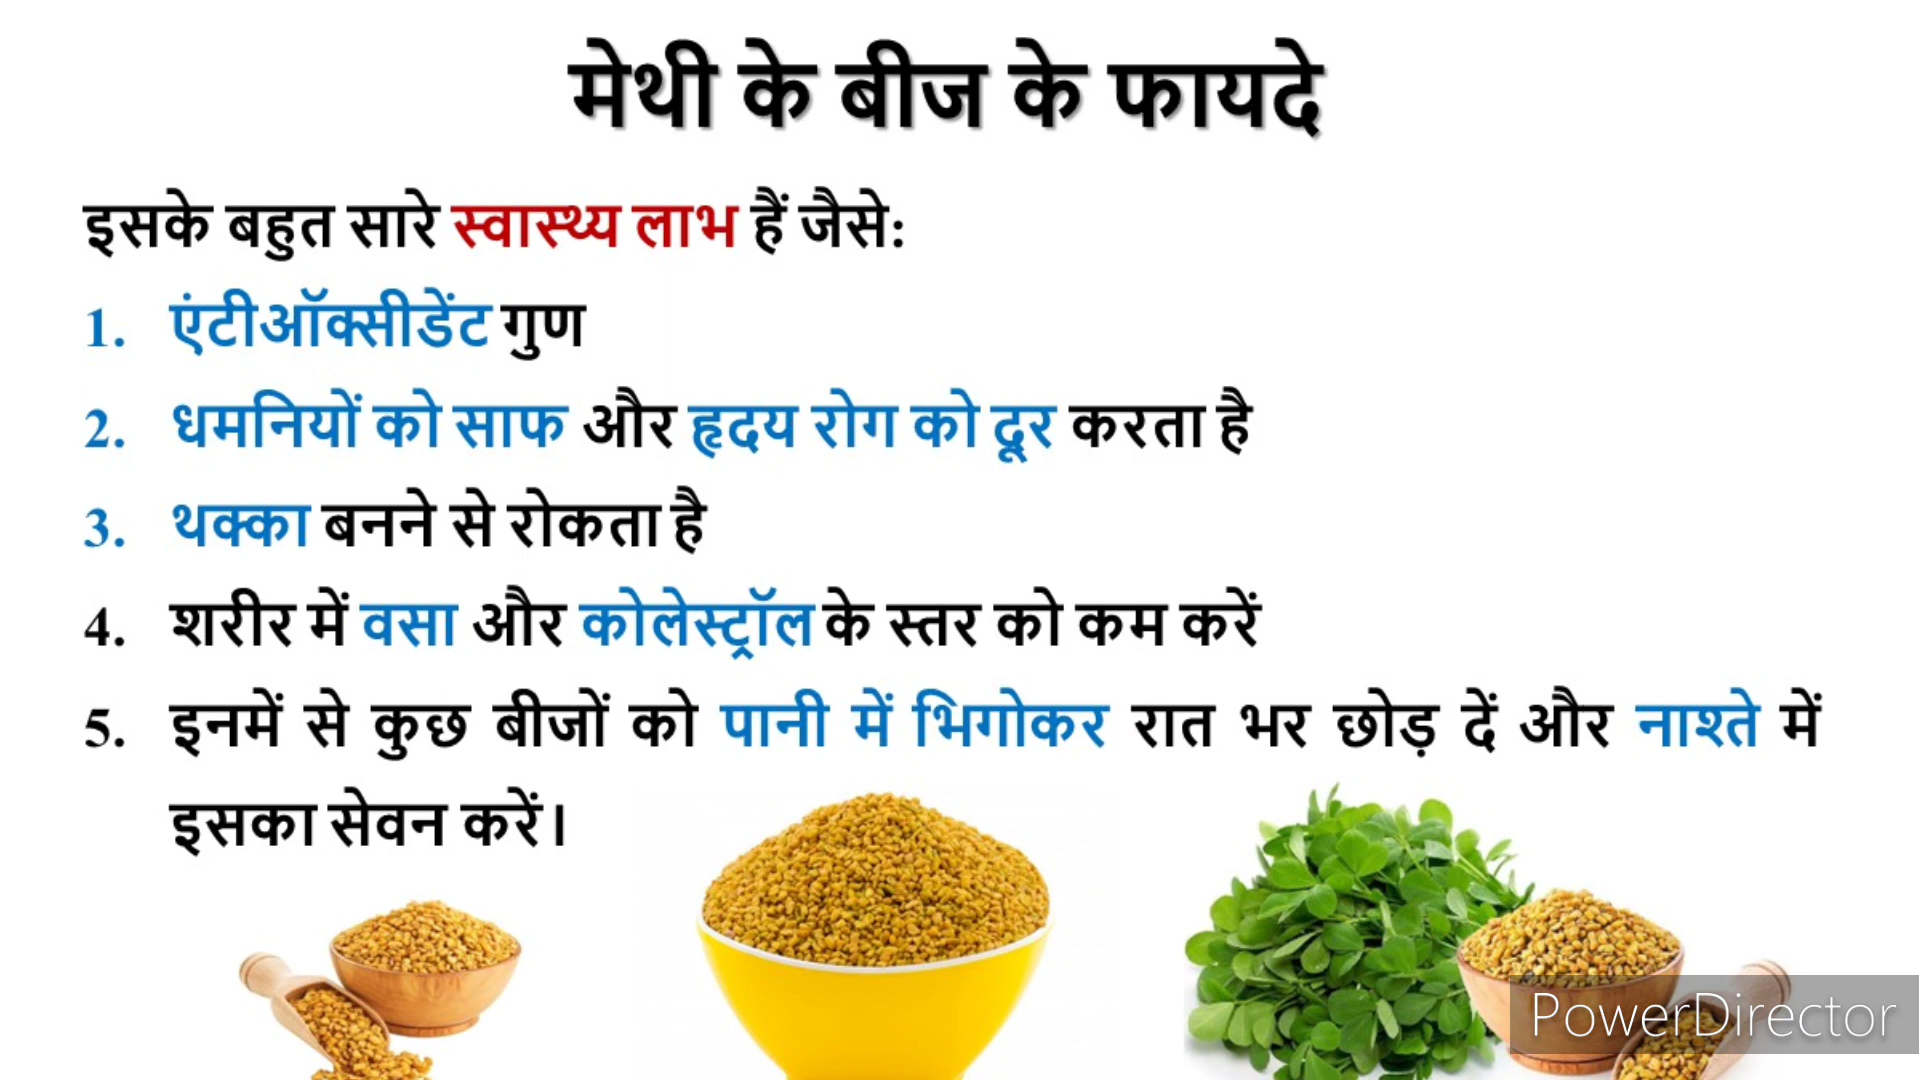 मेथी के बीज के फायदे
इसके बहुत सारे स्वास्थ्य लाभ हैं जैसे:
1. एंटीऑक्सीडेंट गुण
2. धमनियों को साफ और हृदय रोग को दूर करता है
3. थक्का बनने से रोकता है
4. शरीर में वसा और कोलेस्ट्रॉल के स्तर को कम करें
5. इनमें से कुछ बीजों को पानी में भिगोकर रात भर छोड़ दें और नाश्ते में
इसका सेवन करें।
PowerDirector